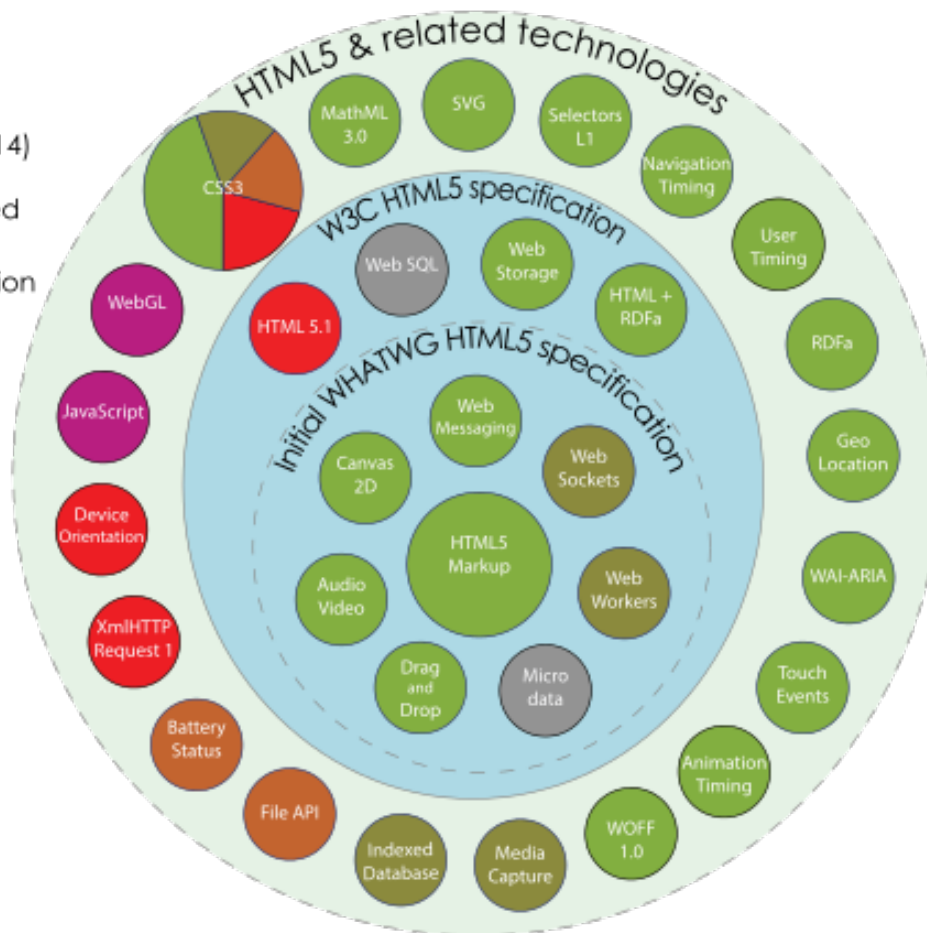 HTML5 & related technologies
14)
ed
ion
CSS3
MathML
3.0
SVG
Selectors
L1
Navigation
Timing
User
Timing
RDFa
Geo
Location
WAI-ARIA
Touch
Events
Animation
Timing
WOFF
1.0
Media
Capture
Indexed
Database
File API
Battery
Status
XmlHTTP
Request 1
Device
Orientation
JavaScript
WebGL
W3C HTML5 specification
HTML 5.1
Web SQL
Web
Storage
HTML +
RDFa
Initial WHATWG HTML5 specification
Web
Messaging
Web
Sockets
Web
Workers
Micro
data
Drag
and
Drop
Audio
Video
Canvas
2D
HTML5
Markup